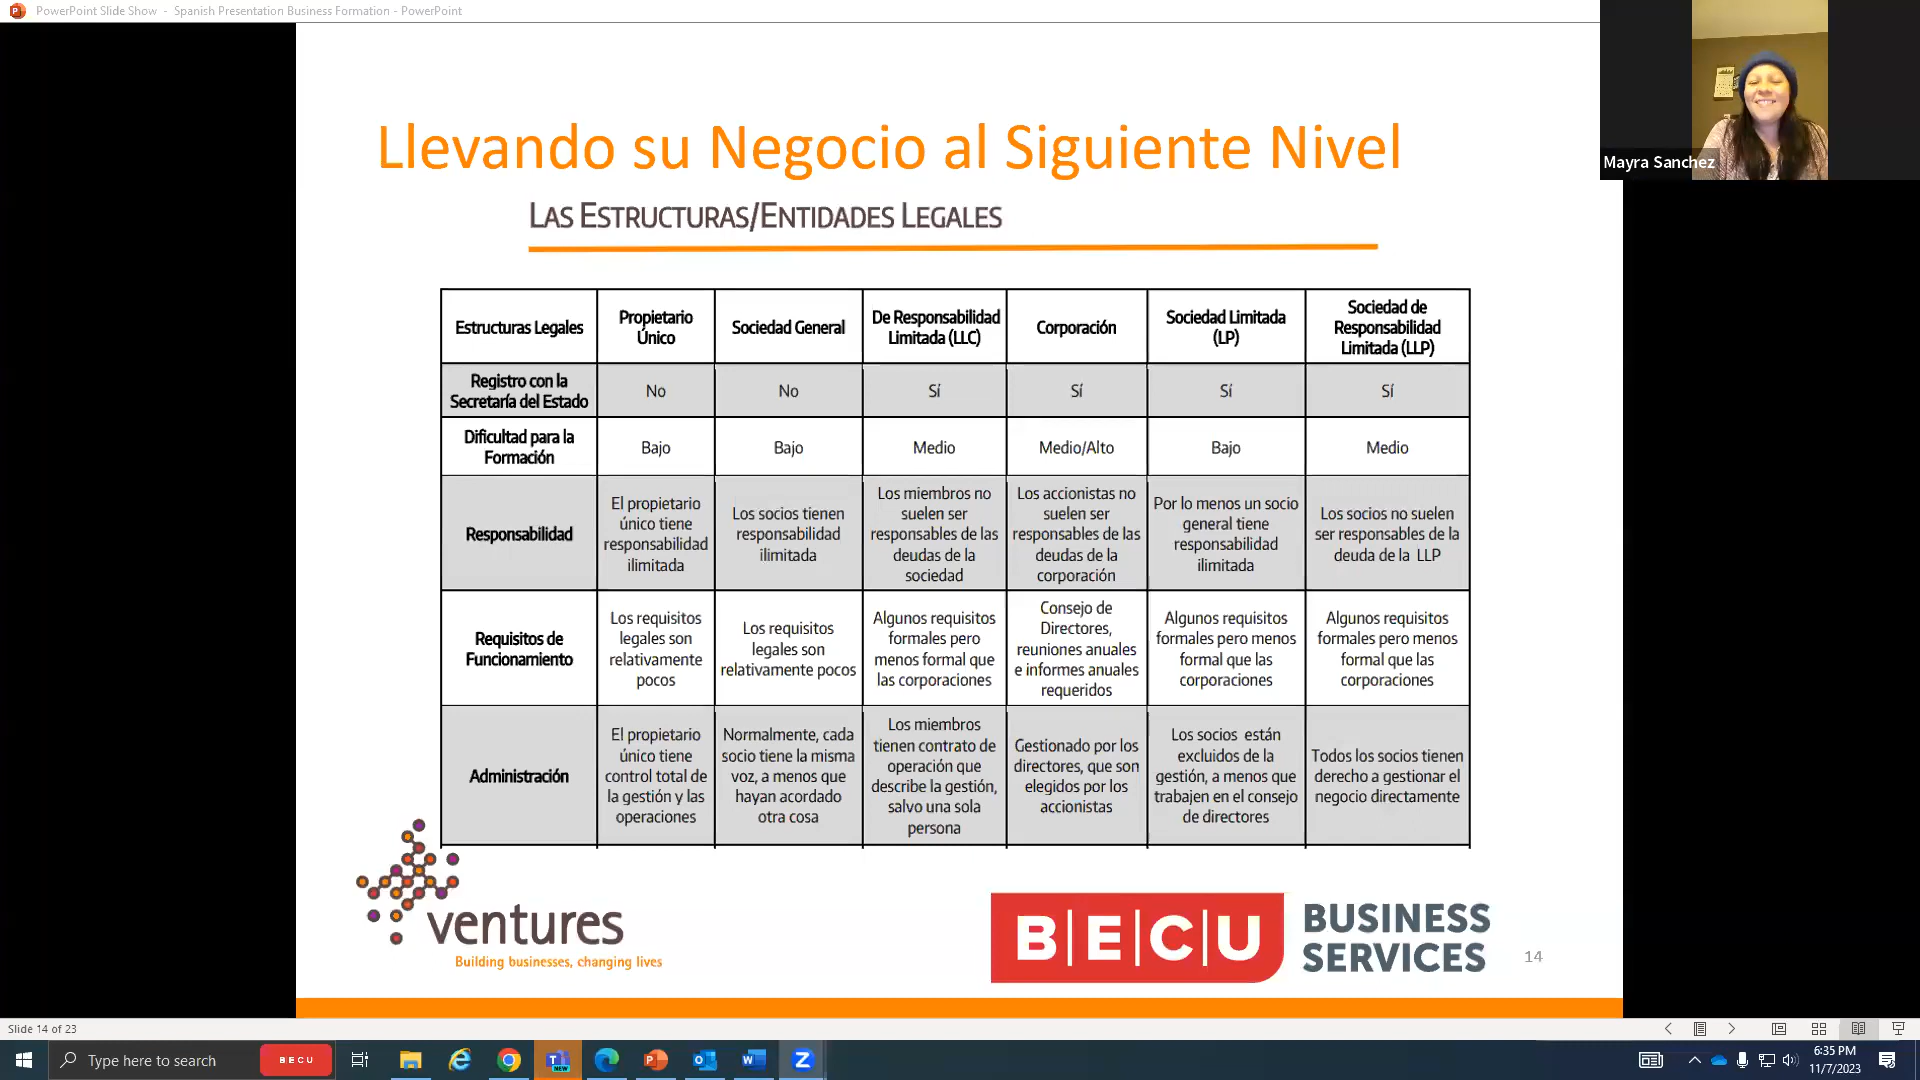 PowerPoint Slide Show - Spanish Presentation Business Formation - PowerPoint
Mayra Sanchez
Llevando su Negocio al Siguiente Nivel
LAS ESTRUCTURAS/ENTIDADES LEGALES
Estructuras Legales
Propietario
Único
Sociedad General
De Responsabilidad
Limitada (LLC)
Corporación
Sociedad Limitada
(LP)
Sociedad de
Responsabilidad
Limitada (LLP)
Registro con la
Secretaría del Estado
No
No
Sí
Sí
Sí
Sí
Dificultad para la
Formación
Bajo
Bajo
Medio
Medio/Alto
Bajo
Medio
Responsabilidad
El propietario
único tiene
responsabilidad
ilimitada
Los socios tienen
responsabilidad
ilimitada
Los miembros no
suelen ser
responsables de las
deudas de la
sociedad
Los accionistas no
suelen ser
responsables de las
deudas de la
corporación
Por lo menos un socio
general tiene
responsabilidad
ilimitada
Los socios no suelen
ser responsables de la
deuda de la LLP
Requisitos de
Funcionamiento
Los requisitos
legales son
relativamente
pocos
Los requisitos
legales son
relativamente pocos
Algunos requisitos
formales pero
menos formal que
las corporaciones
Consejo de
Directores,
reuniones anuales
e informes anuales
requeridos
Algunos requisitos
formales pero menos
formal que las
corporaciones
Algunos requisitos
formales pero menos
formal que las
corporaciones
Administración
El propietario
único tiene
control total de
la gestión y las
operaciones
Normalmente, cada
socio tiene la misma
voz, a menos que
hayan acordado
otra cosa
Los miembros
tienen contrato de
operación que
describe la gestión,
salvo una sola
persona
Gestionado por los
directores, que son
elegidos por los
accionistas
Los socios están
excluidos de la
gestión, a menos que
trabajen en el consejo
de directores
Todos los socios tienen
derecho a gestionar el
negocio directamente
ventures
Building businesses, changing lives
B|E|C|U
BUSINESS
SERVICES
14
Slide 14 of 23
Type here to search
BECU
NEW
6:35 PM
11/7/2023